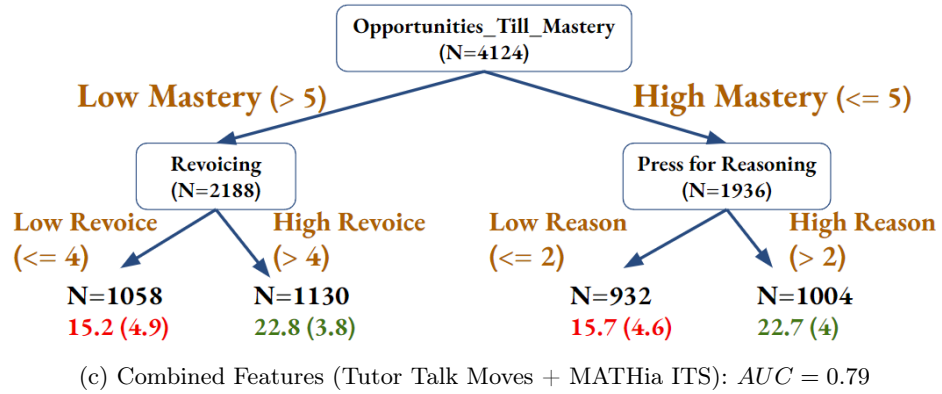 Opportunities_Till_Mastery
(N=4124)
Low Mastery (> 5)
High Mastery (<= 5)
Revoicing
(N=2188)
Press for Reasoning
(N=1936)
Low Revoice
(<= 4)
High Revoice
(> 4)
Low Reason
(<= 2)
High Reason
(> 2)
N=1058
15.2 (4.9)
N=1130
22.8 (3.8)
N=932
15.7 (4.6)
N=1004
22.7 (4)
(c) Combined Features (Tutor Talk Moves + MATHia ITS): AUC = 0.79